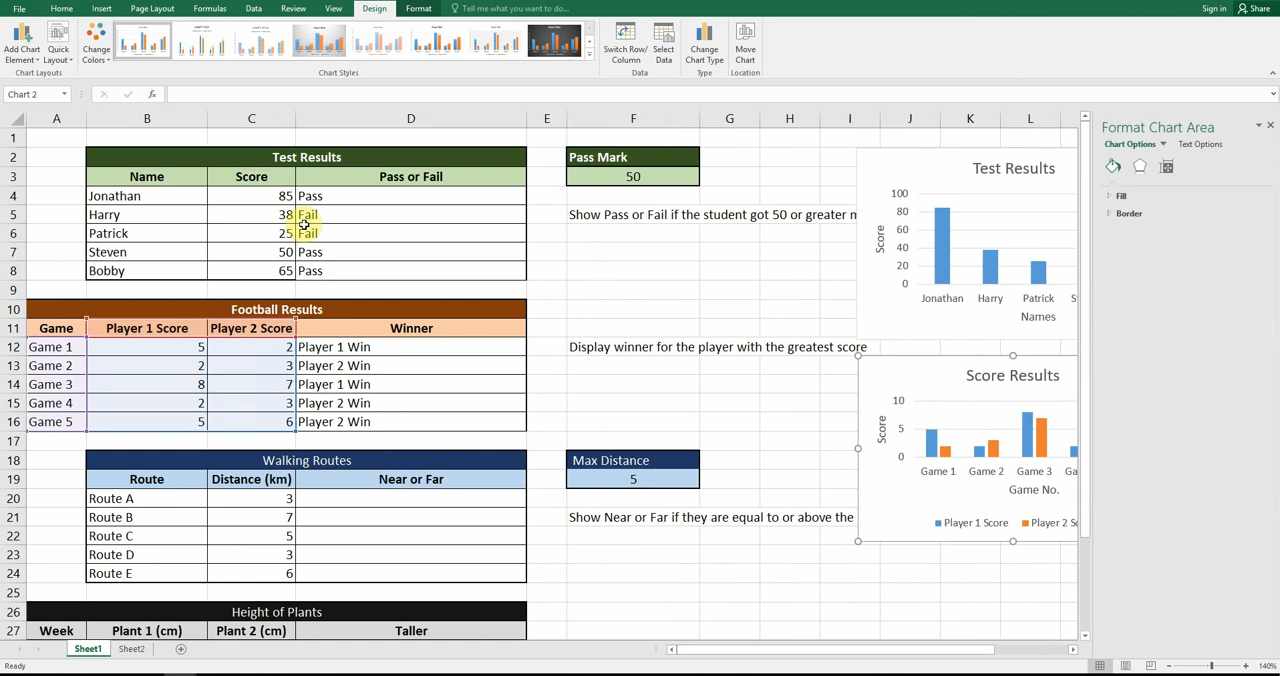 File Home Insert Page Layout Formulas Data Review View Design Format Tell me what you want to do... Sign in Share
Add Chart Element Quick Layout Change Colors Switch Row/ Column Select Data Change Chart Type Move Chart
Chart Layouts Chart Styles Data Type Location
Chart 2 fx
A B C D E F G H I J K L
1
2 Test Results Pass Mark
3 Name Score Pass or Fail 50
4 Jonathan 85 Pass
5 Harry 38 Fail Show Pass or Fail if the student got 50 or greater m
6 Patrick 25 Fail
7 Steven 50 Pass
8 Bobby 65 Pass
9
10 Football Results
11 Game Player 1 Score Player 2 Score Winner
12 Game 1 5 2 Player 1 Win Display winner for the player with the greatest score
13 Game 2 2 3 Player 2 Win
14 Game 3 8 7 Player 1 Win
15 Game 4 2 3 Player 2 Win
16 Game 5 5 6 Player 2 Win
17
18 Walking Routes Max Distance
19 Route Distance (km) Near or Far 5
20 Route A 3
21 Route B 7 Show Near or Far if they are equal to or above the
22 Route C 5
23 Route D 3
24 Route E 6
25
26 Height of Plants
27 Week Plant 1 (cm) Plant 2 (cm) Taller
Test Results
100
80
60
40
20
0
Score
Jonathan Harry Patrick S
Names
Score Results
10
5
0
Score
Game 1 Game 2 Game 3 Ga
Game No.
Player 1 Score Player 2 Sc
Format Chart Area
Chart Options Text Options
Fill
Border
Sheet1 Sheet2
Ready 140%